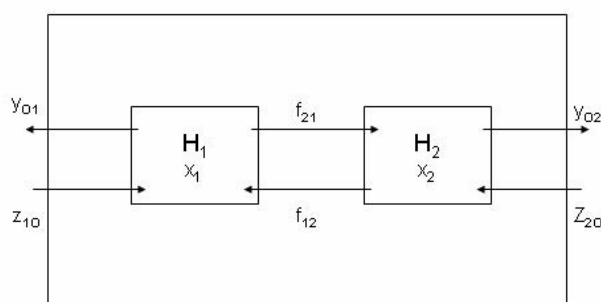 y₀₁
f₂₁
y₀₂
H₁
x₁
H₂
x₂
z₁₀
f₁₂
Z₂₀